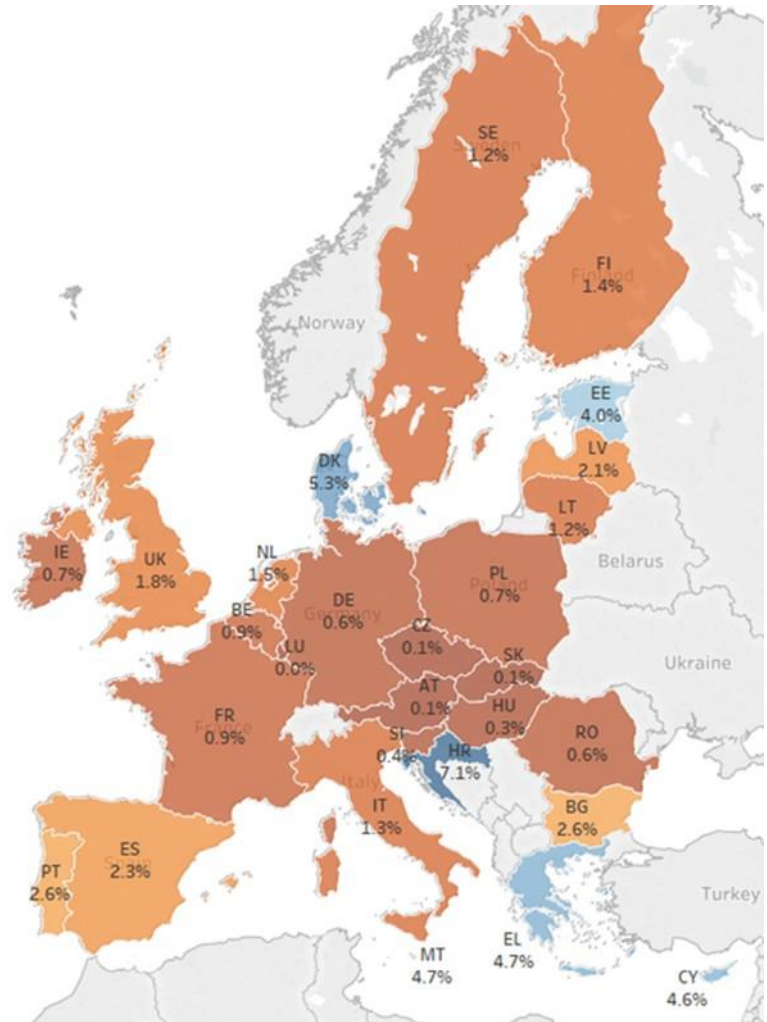 SE
Sweden
1.2%
FI
Finland
1.4%
Norway
EE
4.0%
LV
2.1%
LT
1.2%
DK
5.3%
Belarus
IE
0.7%
UK
1.8%
NL
1.5%
BE
0.9%
LU
0.0%
DE
Germany
0.6%
PL
Poland
0.7%
CZ
0.1%
SK
0.1%
AT
0.1%
HU
0.3%
Ukraine
FR
France
0.9%
SI
0.4%
HR
7.1%
RO
0.6%
Italy
IT
1.3%
BG
2.6%
PT
2.6%
ES
Spain
2.3%
Turkey
MT
4.7%
EL
4.7%
CY
4.6%